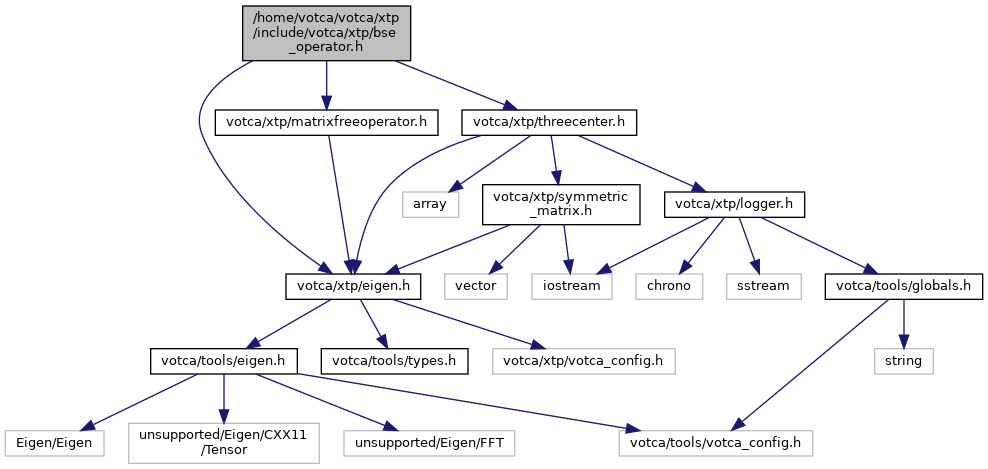 /home/votca/votca/xtp
/include/votca/xtp/bse
_operator.h
votca/xtp/matrixfreeoperator.h
votca/xtp/threecenter.h
array
votca/xtp/symmetric
_matrix.h
votca/xtp/logger.h
votca/xtp/eigen.h
vector
iostream
chrono
sstream
votca/tools/globals.h
votca/tools/eigen.h
votca/tools/types.h
votca/xtp/votca_config.h
string
Eigen/Eigen
unsupported/Eigen/CXX11
/Tensor
unsupported/Eigen/FFT
votca/tools/votca_config.h